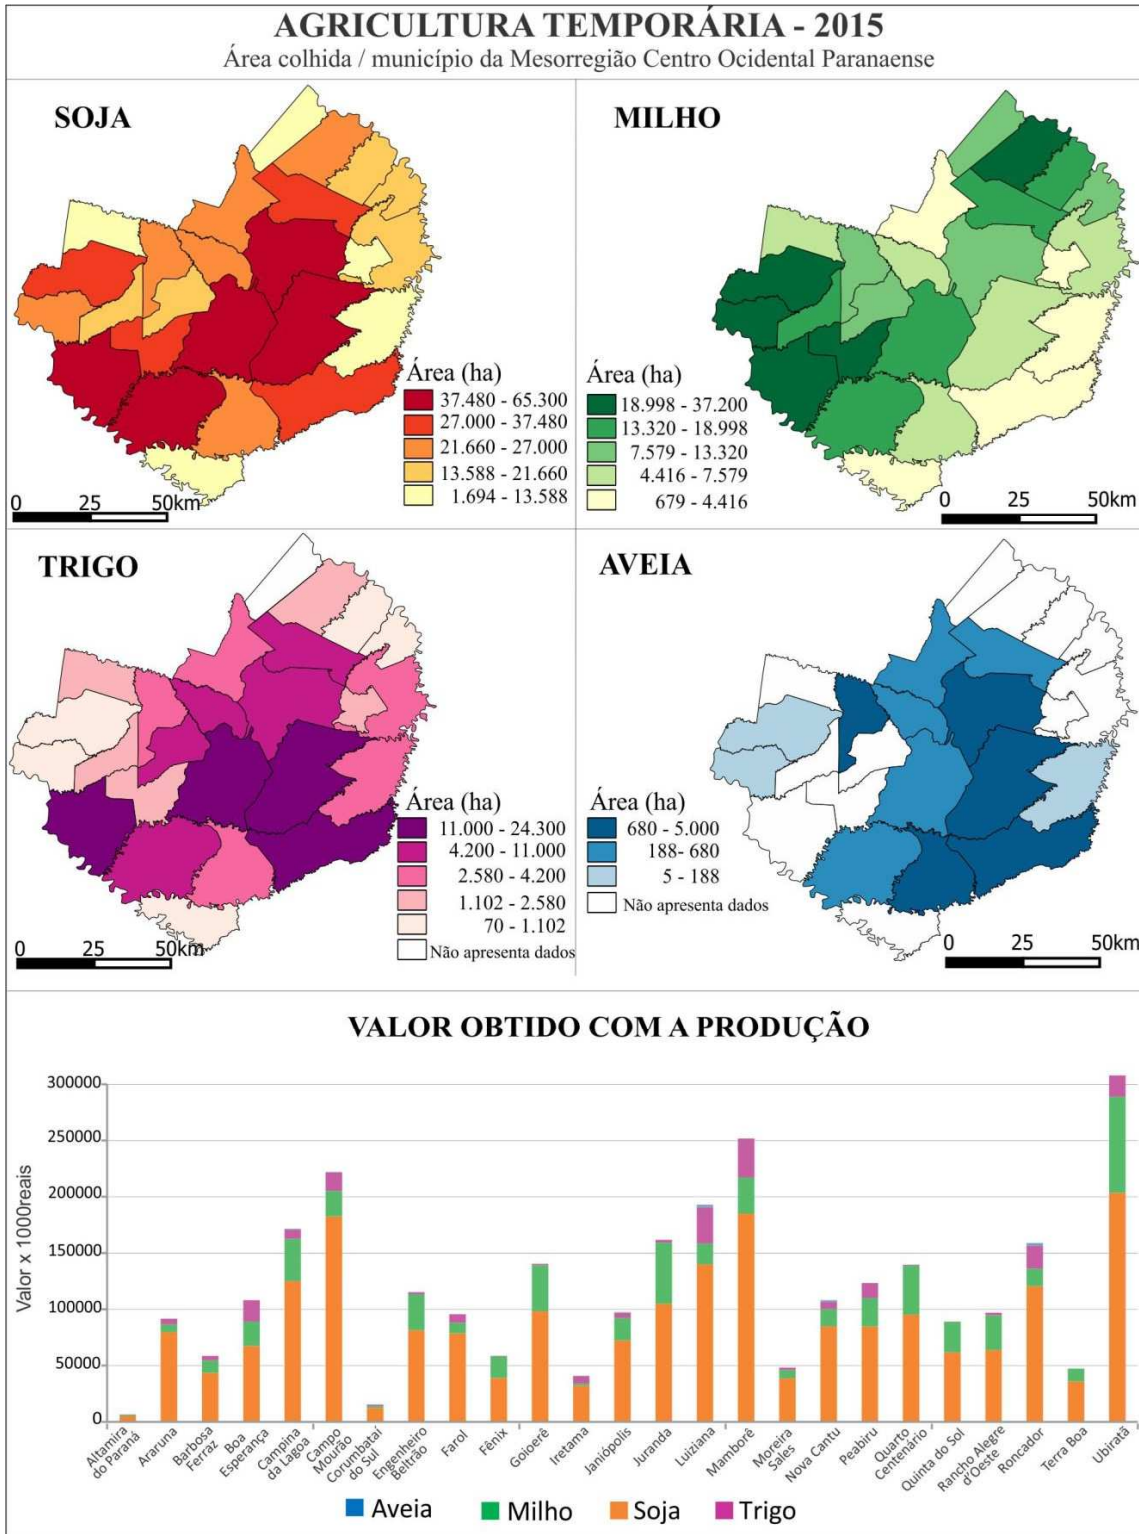 AGRICULTURA TEMPORÁRIA - 2015
Área colhida / município da Mesorregião Centro Ocidental Paranaense
SOJA
Área (ha)
37.480 - 65.300
27.000 - 37.480
21.660 - 27.000
13.588 - 21.660
1.694 - 13.588
0 25 50km
MILHO
Área (ha)
18.998 - 37.200
13.320 - 18.998
7.579 - 13.320
4.416 - 7.579
679 - 4.416
0 25 50km
TRIGO
Área (ha)
11.000 - 24.300
4.200 - 11.000
2.580 - 4.200
1.102 - 2.580
70 - 1.102
Não apresenta dados
0 25 50km
AVEIA
Área (ha)
680 - 5.000
188- 680
5 - 188
Não apresenta dados
0 25 50km
VALOR OBTIDO COM A PRODUÇÃO
Valor x 1000reais
300000
250000
200000
150000
100000
50000
0
Altamira
do Paraná
Araruna
Barbosa
Ferraz
Boa
Esperança
Campina
da Lagoa
Campo
Mourão
Corumbataí
do Sul
Engenheiro
Beltrão
Farol
Fênix
Goioerê
Iretama
Janiópolis
Juranda
Luiziana
Mamborê
Moreira
Sales
Nova Cantu
Peabiru
Quarto
Centenário
Quinta do Sol
Rancho Alegre
d'Oeste
Roncador
Terra Boa
Ubiratã
Aveia Milho Soja Trigo